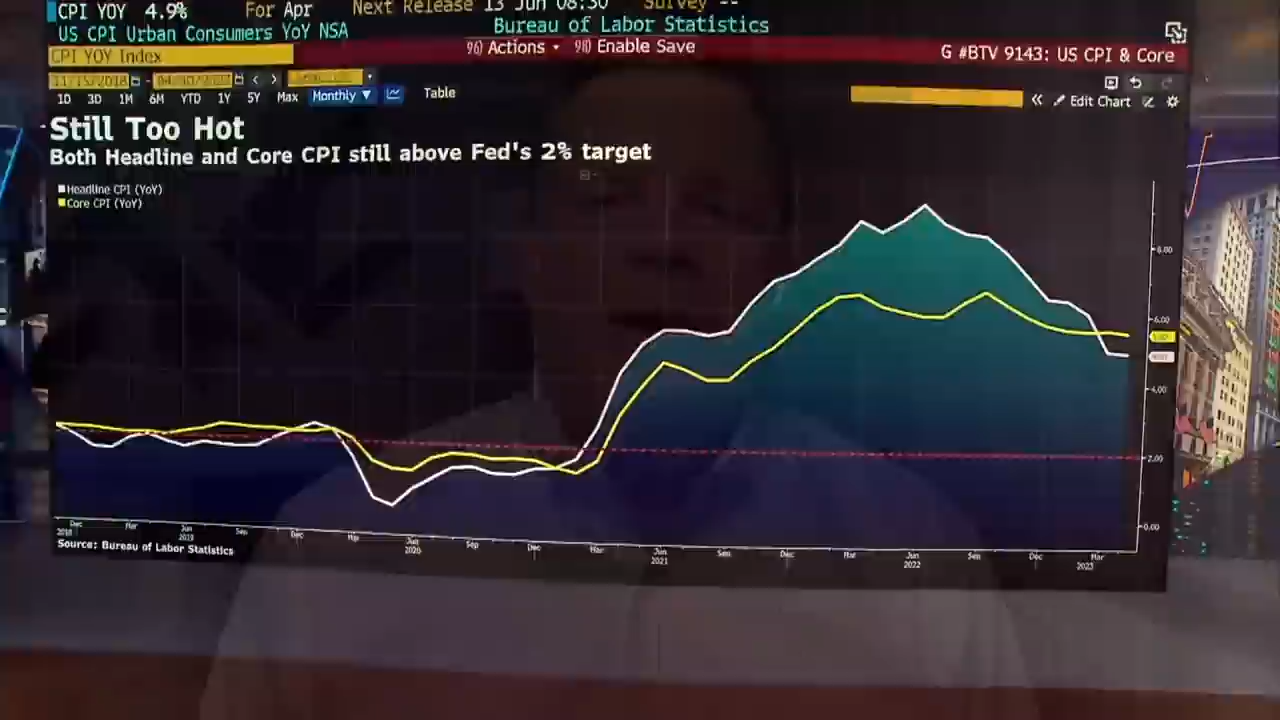 CPI YOY 4.9% For Apr Next Release 13 Jun 08:30 Survey --
US CPI Urban Consumers YoY NSA Bureau of Labor Statistics
CPI YOY Index 96) Actions 98) Enable Save G #BTV 9143: US CPI & Core
11/15/2018 -
1D 3D 1M 6M YTD 1Y 5Y Max Monthly ▼ Table « Edit Chart
Still Too Hot
Both Headline and Core CPI still above Fed's 2% target
Headline CPI (YoY)
Core CPI (YoY)
8.00
6.00
4.00
2.00
0.00
Dec Mar Jun Sep Dec Mar Jun Sep Dec Mar Jun Sep Dec Mar Jun Sep Dec Mar
2018 2019 2020 2021 2022 2023
Source: Bureau of Labor Statistics